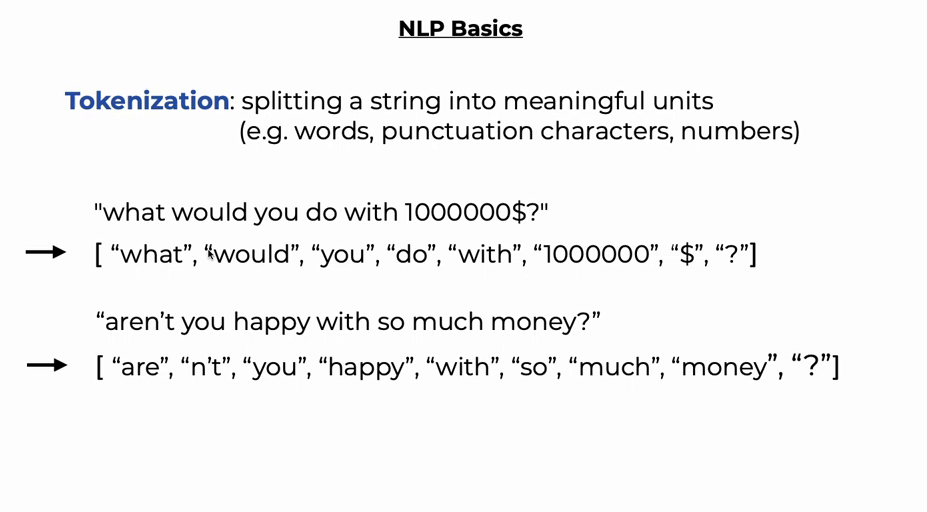 NLP Basics
Tokenization: splitting a string into meaningful units
(e.g. words, punctuation characters, numbers)
"what would you do with 1000000$?"
[ “what”, “would”, “you”, “do”, “with”, “1000000”, “$”, “?”]
“aren’t you happy with so much money?”
[ “are”, “n’t”, “you”, “happy”, “with”, “so”, “much”, “money”, “?”]